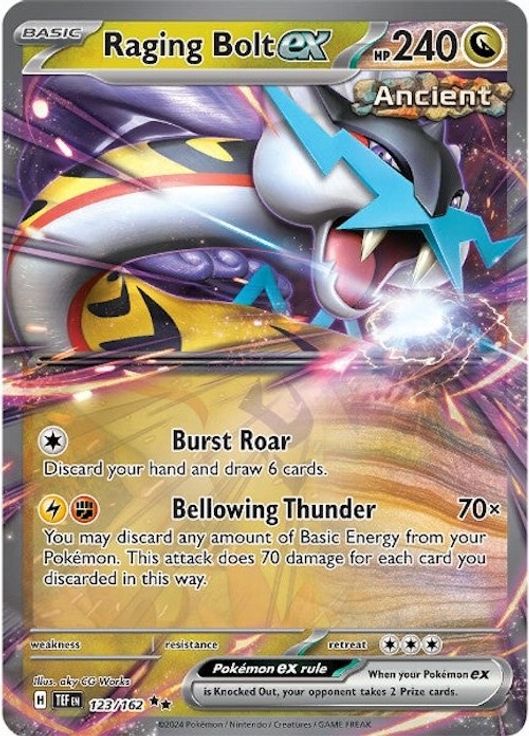 BASIC Raging Bolt ex HP 240
Ancient
Burst Roar
Discard your hand and draw 6 cards.
Bellowing Thunder 70×
You may discard any amount of Basic Energy from your
Pokémon. This attack does 70 damage for each card you
discarded in this way.
weakness resistance retreat
Illus. aky CG Works
Pokémon ex rule When your Pokémon ex
is Knocked Out, your opponent takes 2 Prize cards.
H TEF EN 123/162
©2024 Pokémon / Nintendo / Creatures / GAME FREAK